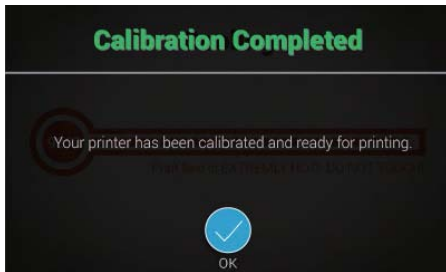 Calibration Completed
Your printer has been calibrated and ready for printing.
OK